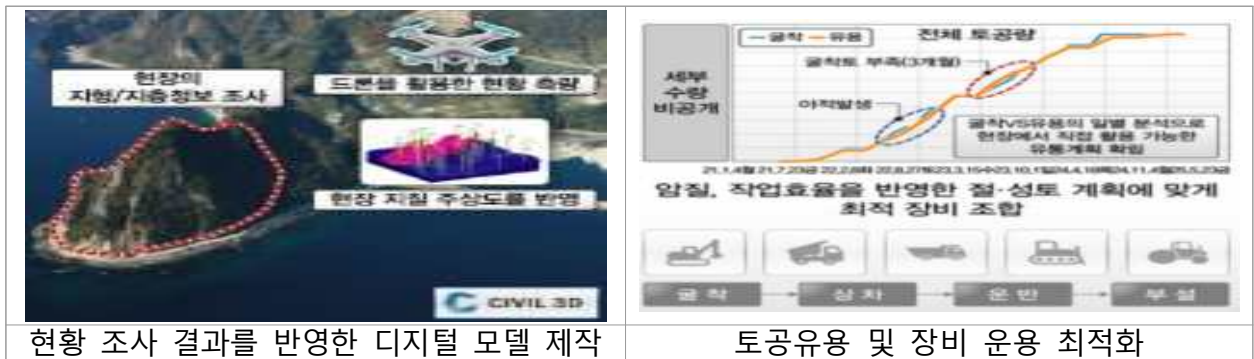 현장의
지형/지층정보 조사
드론을 활용한 현황 측량
현장 지질 주상도를 반영
CIVIL 3D
현황 조사 결과를 반영한 디지털 모델 제작
굴착 유용
전체 토공량
세부
수량
비공개
굴착토 부족(3개월)
야적발생
굴착VS유용의 일별 분석으로
현장에서 직접 활용 가능한
유통계획 확립
암질, 작업효율을 반영한 절·성토 계획에 맞게
최적 장비 조합
굴착 상차 운반 부설
토공유용 및 장비 운용 최적화